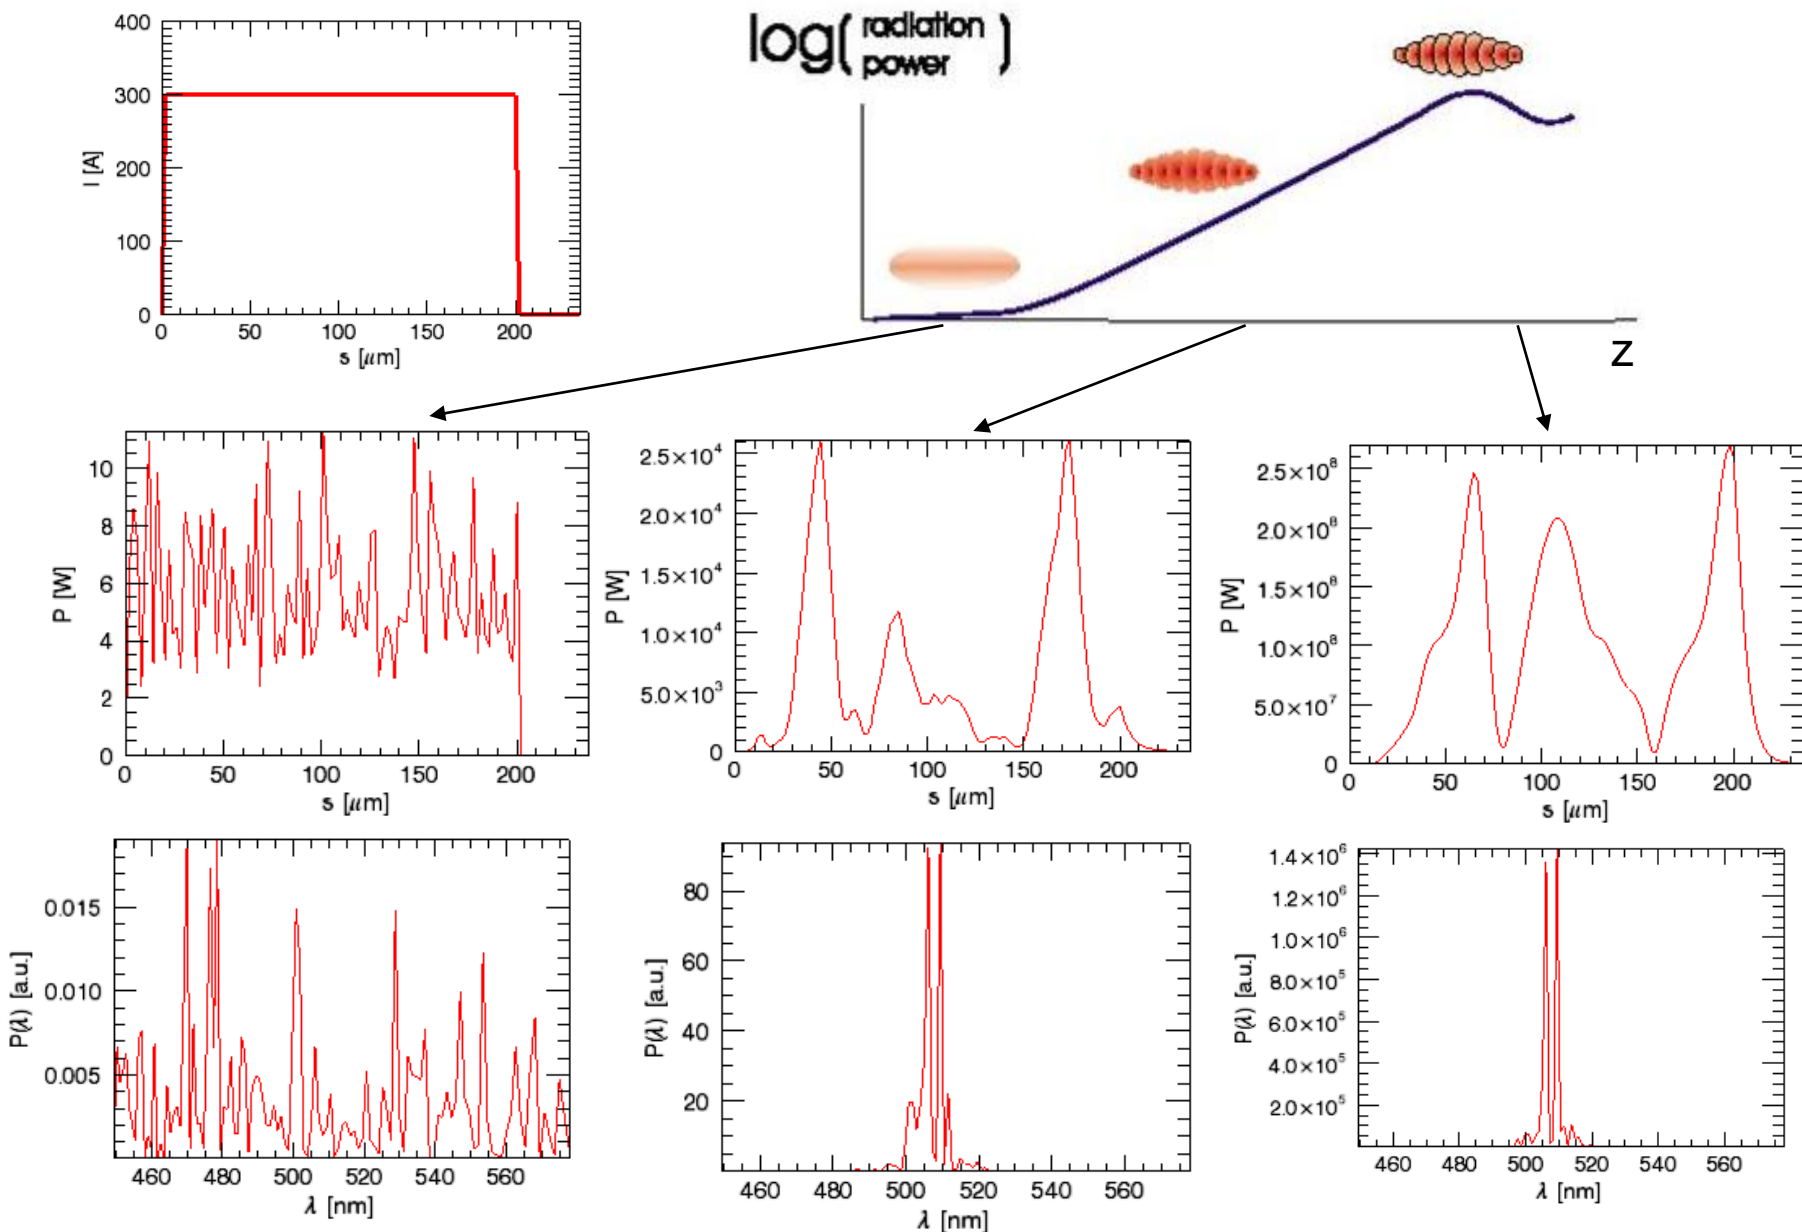 400
300
200
100
0
I [A]
0 50 100 150 200
s [μm]
log( radiation power )
z
10
8
6
4
2
0
P [W]
0 50 100 150 200
s [μm]
2.5×10⁴
2.0×10⁴
1.5×10⁴
1.0×10⁴
5.0×10³
0
P [W]
0 50 100 150 200
s [μm]
2.5×10⁸
2.0×10⁸
1.5×10⁸
1.0×10⁸
5.0×10⁷
0
P [W]
0 50 100 150 200
s [μm]
0.015
0.010
0.005
P(λ) [a.u.]
460 480 500 520 540 560
λ [nm]
80
60
40
20
P(λ) [a.u.]
460 480 500 520 540 560
λ [nm]
1.4×10⁶
1.2×10⁶
1.0×10⁶
8.0×10⁵
6.0×10⁵
4.0×10⁵
2.0×10⁵
P(λ) [a.u.]
460 480 500 520 540 560
λ [nm]